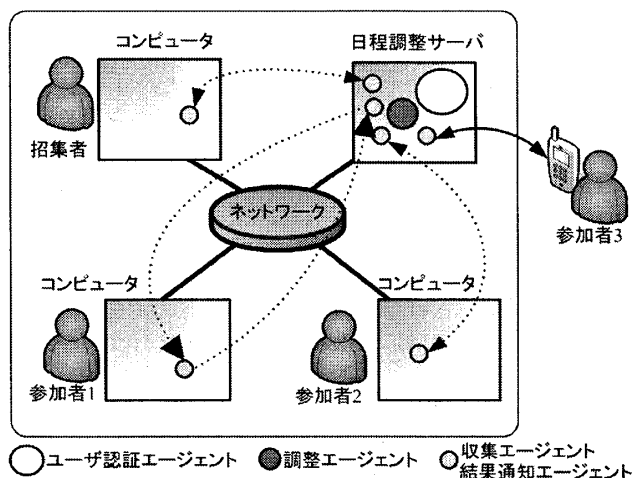 コンピュータ
日程調整サーバ
招集者
ネットワーク
参加者3
コンピュータ
コンピュータ
参加者1
参加者2
ユーザ認証エージェント
調整エージェント
収集エージェント
結果通知エージェント